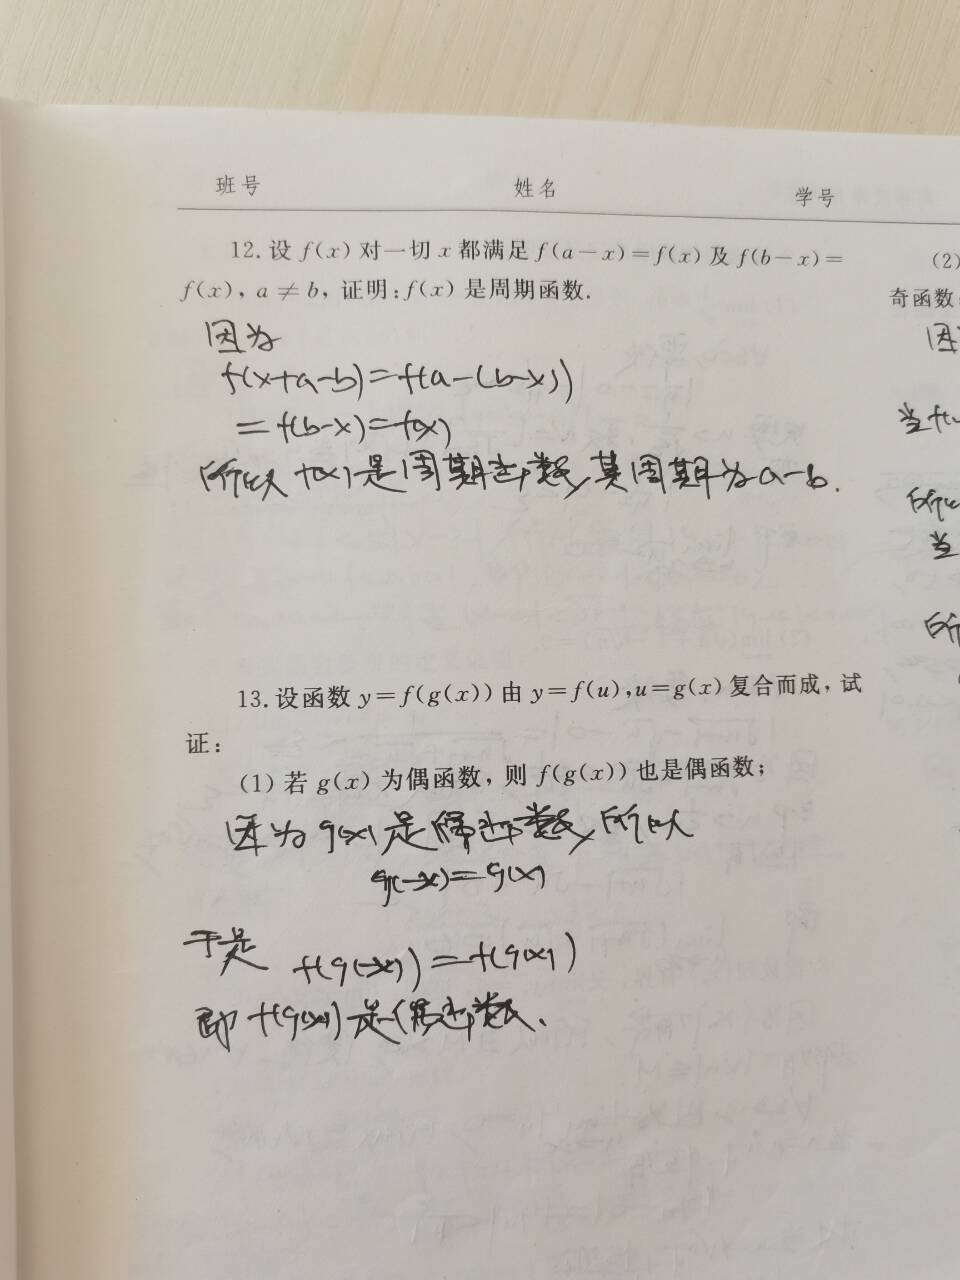 班号 姓名 学号
12. 设 f(x) 对一切 x 都满足 f(a-x)=f(x) 及 f(b-x)=
f(x), a≠b, 证明: f(x) 是周期函数.
因为
f(x+a-b)=f(a-(b-x))
=f(b-x)=f(x)
所以 f(x) 是周期函数, 其周期为 a-b.
13. 设函数 y=f(g(x)) 由 y=f(u), u=g(x) 复合而成, 试
证:
(1) 若 g(x) 为偶函数, 则 f(g(x)) 也是偶函数;
因为 g(x) 是偶函数, 所以
g(-x)=g(x)
于是 f(g(-x))=f(g(x))
即 f(g(x)) 是偶函数.
(2)
奇函数
因
当 f(u
所以
当
所